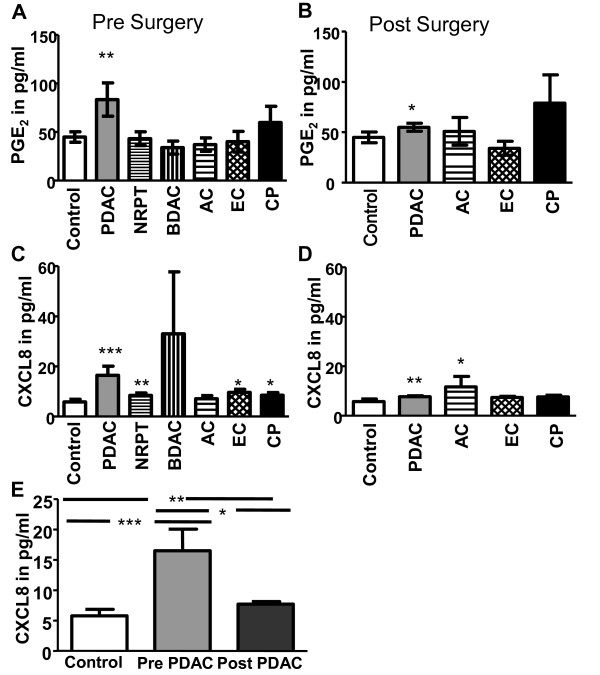 A Pre Surgery
B Post Surgery
PGE2 in pg/ml
150
100
50
0
**
Control PDAC NRPT BDAC AC EC CP
PGE2 in pg/ml
150
100
50
0
*
Control PDAC AC EC CP
C
CXCL8 in pg/ml
60
40
20
0
*** ** * *
Control PDAC NRPT BDAC AC EC CP
D
CXCL8 in pg/ml
60
40
20
0
** *
Control PDAC AC EC CP
E
CXCL8 in pg/ml
25
20
15
10
5
0
**
*** *
Control Pre PDAC Post PDAC